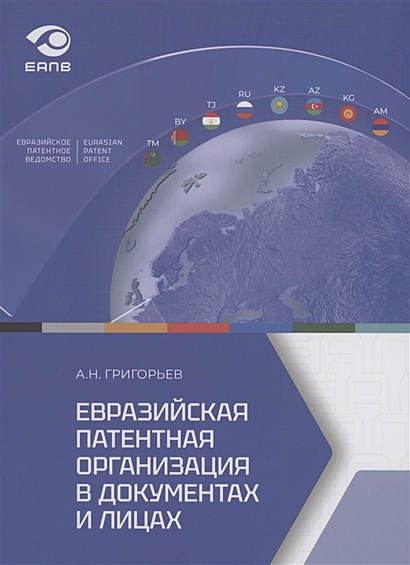 ЕАПВ
ЕВРАЗИЙСКОЕ
ПАТЕНТНОЕ
ВЕДОМСТВО
EURASIAN
PATENT
OFFICE
TM
BY
TJ
RU
KZ
AZ
KG
AM
А.Н. ГРИГОРЬЕВ
ЕВРАЗИЙСКАЯ
ПАТЕНТНАЯ
ОРГАНИЗАЦИЯ
В ДОКУМЕНТАХ
И ЛИЦАХ